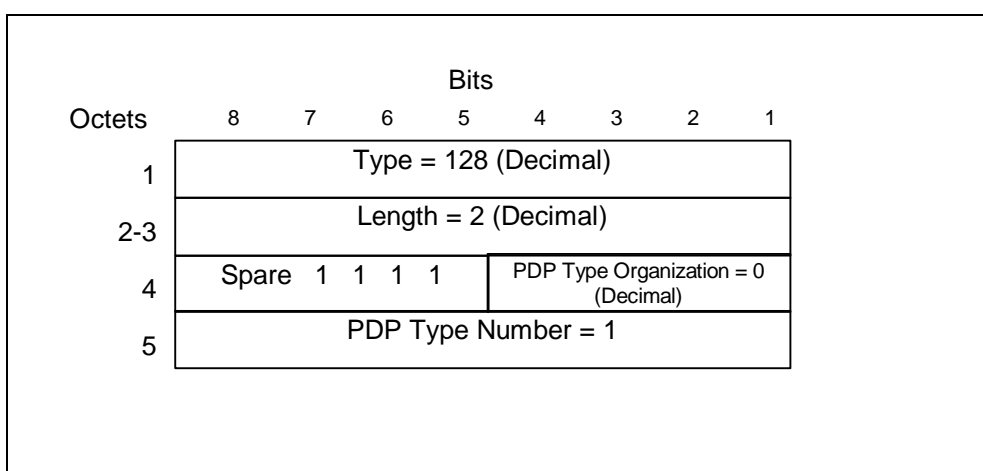 Bits
Octets 8 7 6 5 4 3 2 1
1 Type = 128 (Decimal)
2-3 Length = 2 (Decimal)
4 Spare 1 1 1 1 PDP Type Organization = 0
(Decimal)
5 PDP Type Number = 1